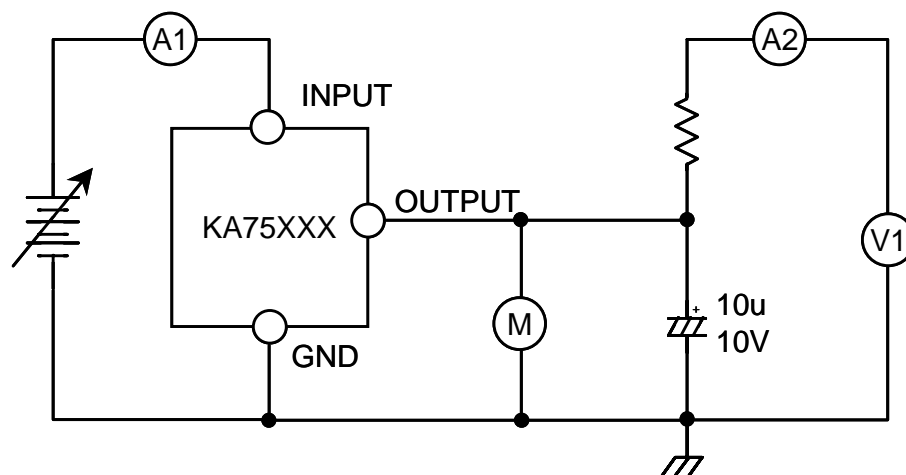 A1
A2
INPUT
KA75XXX
OUTPUT
V1
+
10u
10V
M
GND